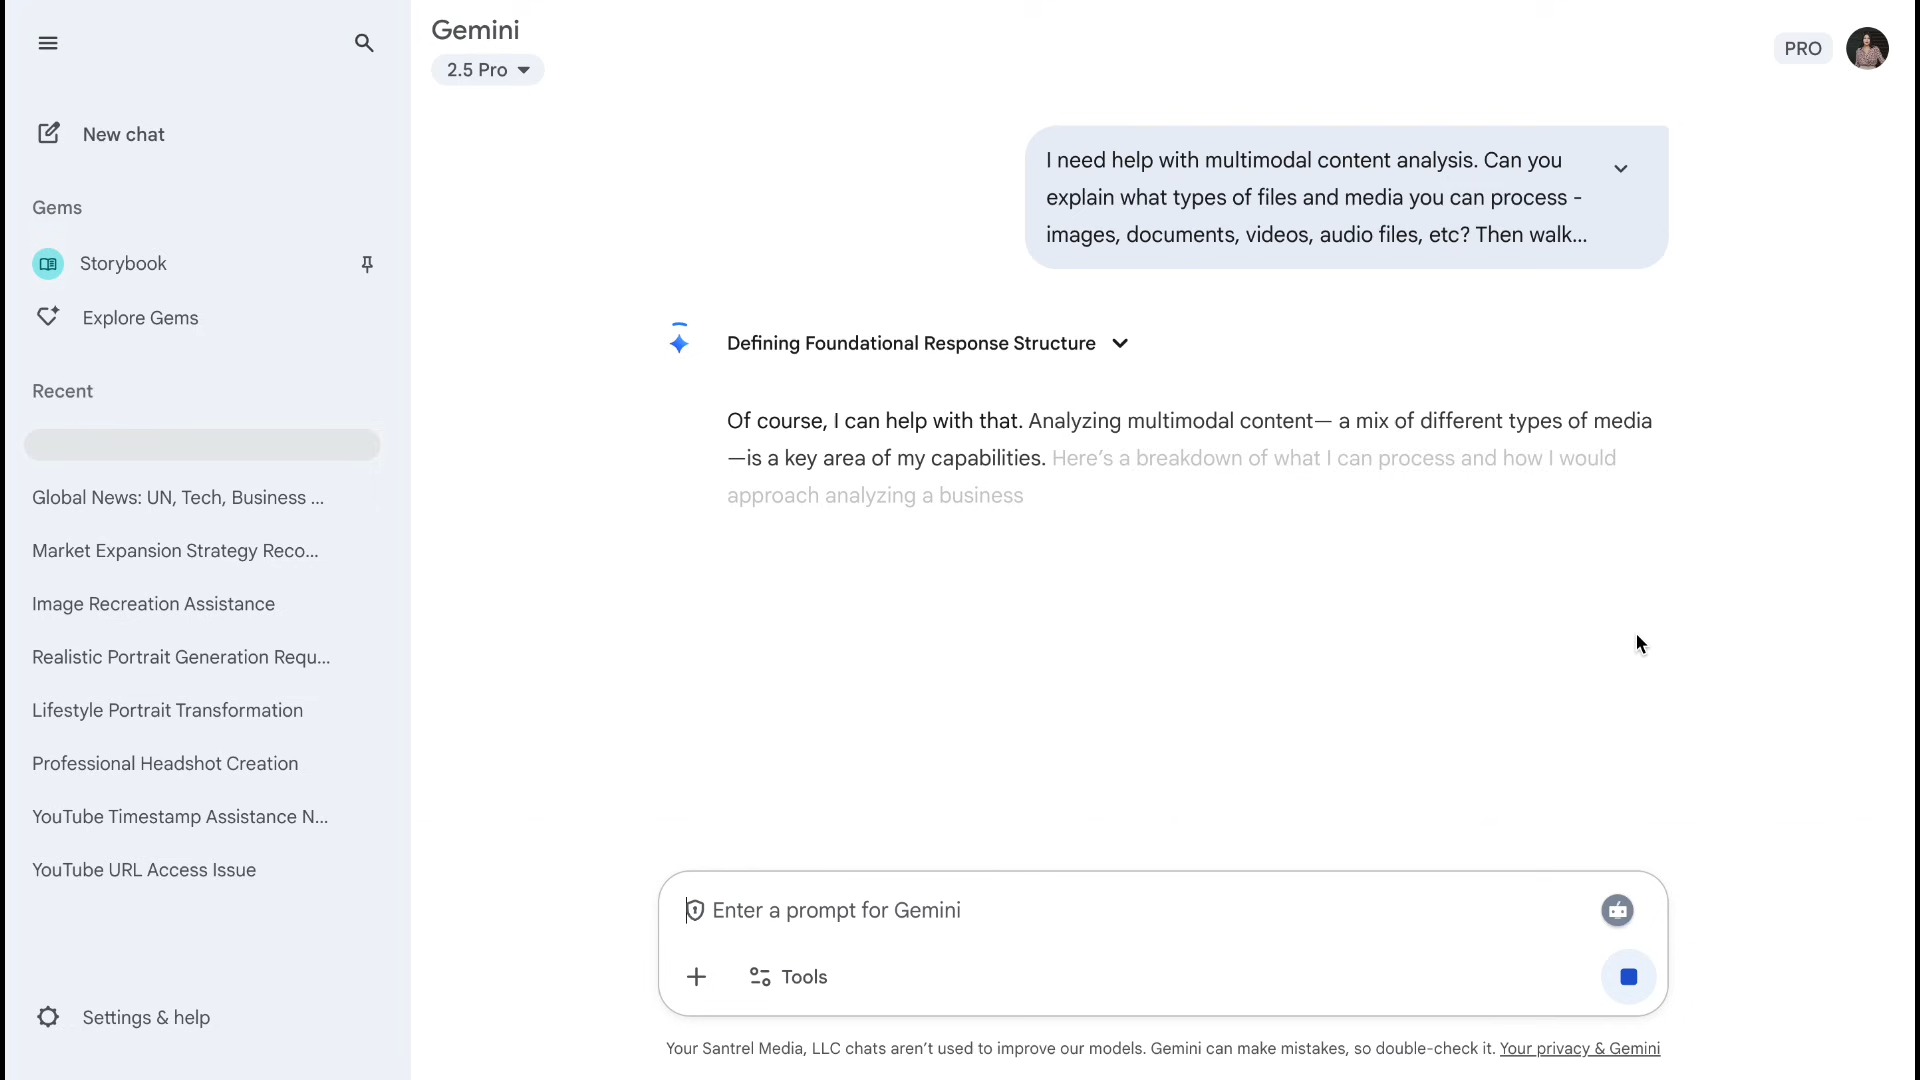 Gemini
2.5 Pro
PRO
New chat
Gems
Storybook
Explore Gems
Recent
Global News: UN, Tech, Business ...
Market Expansion Strategy Reco...
Image Recreation Assistance
Realistic Portrait Generation Requ...
Lifestyle Portrait Transformation
Professional Headshot Creation
YouTube Timestamp Assistance N...
YouTube URL Access Issue
Settings & help
I need help with multimodal content analysis. Can you
explain what types of files and media you can process -
images, documents, videos, audio files, etc? Then walk...
Defining Foundational Response Structure
Of course, I can help with that. Analyzing multimodal content— a mix of different types of media
—is a key area of my capabilities. Here's a breakdown of what I can process and how I would
approach analyzing a business
Enter a prompt for Gemini
Tools
Your Santrel Media, LLC chats aren't used to improve our models. Gemini can make mistakes, so double-check it. Your privacy & Gemini